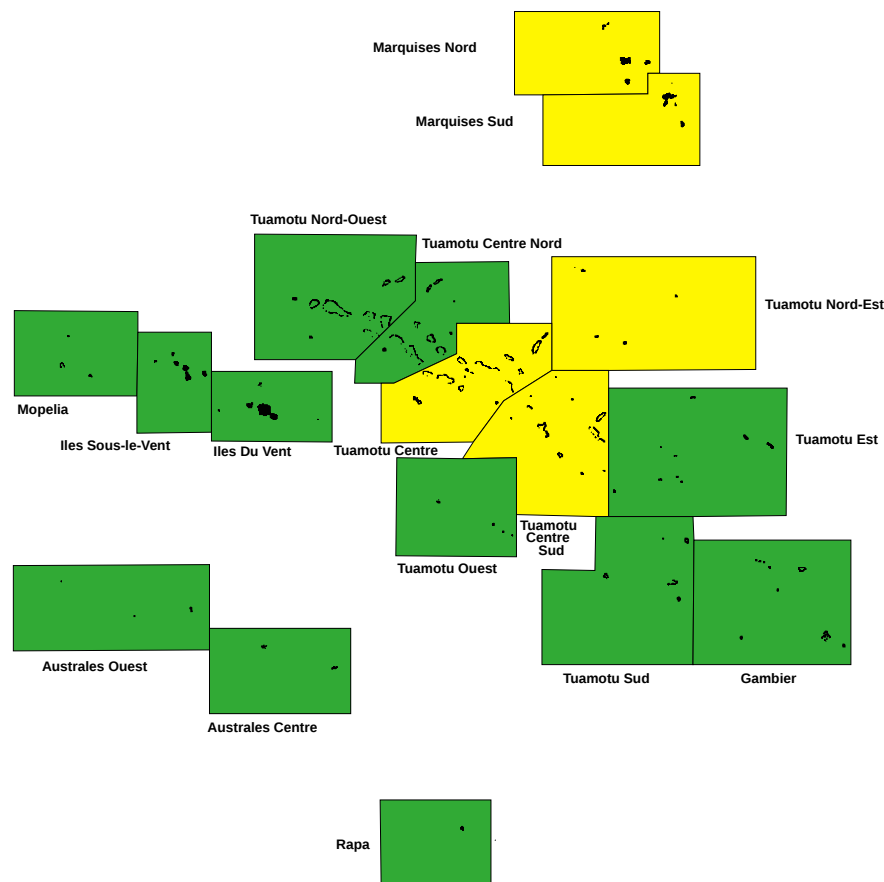 Marquises Nord
Marquises Sud
Tuamotu Nord-Ouest
Tuamotu Centre Nord
Tuamotu Nord-Est
Mopelia
Iles Sous-le-Vent
Iles Du Vent
Tuamotu Centre
Tuamotu Est
Tuamotu
Centre
Sud
Tuamotu Ouest
Australes Ouest
Tuamotu Sud
Gambier
Australes Centre
Rapa